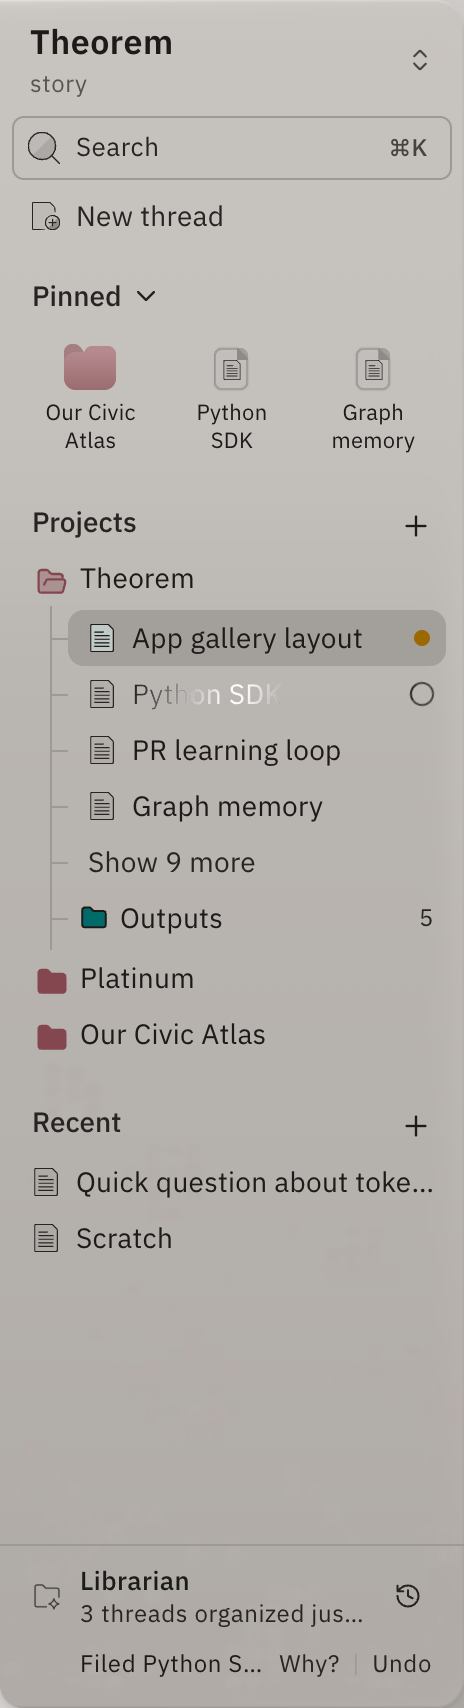 Theorem
story
Search ⌘K
New thread
Pinned
Our Civic Atlas
Python SDK
Graph memory
Projects
Theorem
App gallery layout
Python SDK
PR learning loop
Graph memory
Show 9 more
Outputs 5
Platinum
Our Civic Atlas
Recent
Quick question about toke...
Scratch
Librarian
3 threads organized jus...
Filed Python S... Why? Undo